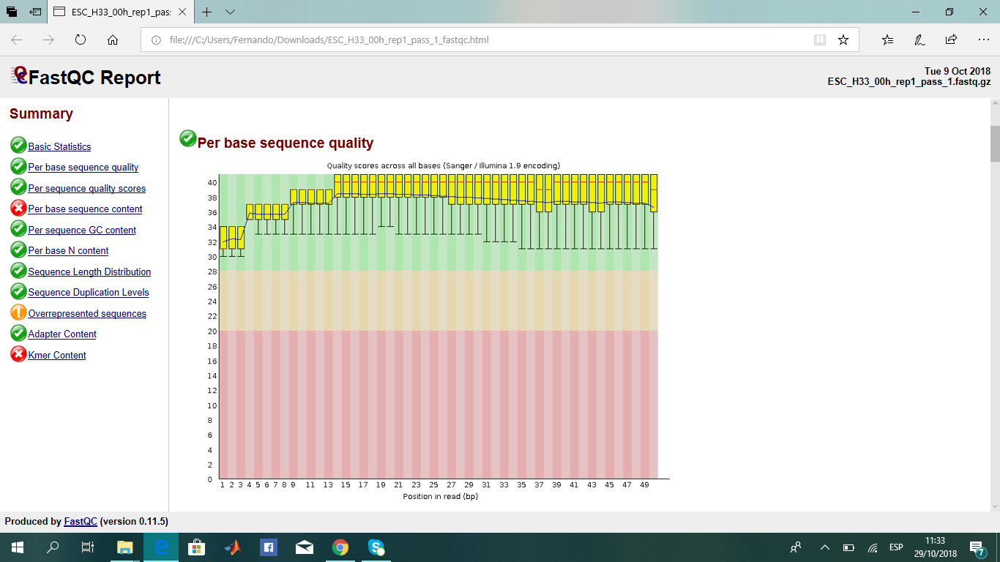 ESC_H33_00h_rep1_pas:
file:///C:/Users/Fernando/Downloads/ESC_H33_00h_rep1_pass_1_fastqc.html
FastQC Report
Tue 9 Oct 2018
ESC_H33_00h_rep1_pass_1.fastq.gz
Summary
Basic Statistics
Per base sequence quality
Per sequence quality scores
Per base sequence content
Per sequence GC content
Per base N content
Sequence Length Distribution
Sequence Duplication Levels
Overrepresented sequences
Adapter Content
Kmer Content
Per base sequence quality
Quality scores across all bases (Sanger / Illumina 1.9 encoding)
40
38
36
34
32
30
28
26
24
22
20
18
16
14
12
10
8
6
4
2
0
1 2 3 4 5 6 7 8 9 11 13 15 17 19 21 23 25 27 29 31 33 35 37 39 41 43 45 47 49
Position in read (bp)
Produced by FastQC (version 0.11.5)
ESP
11:33
29/10/2018
7